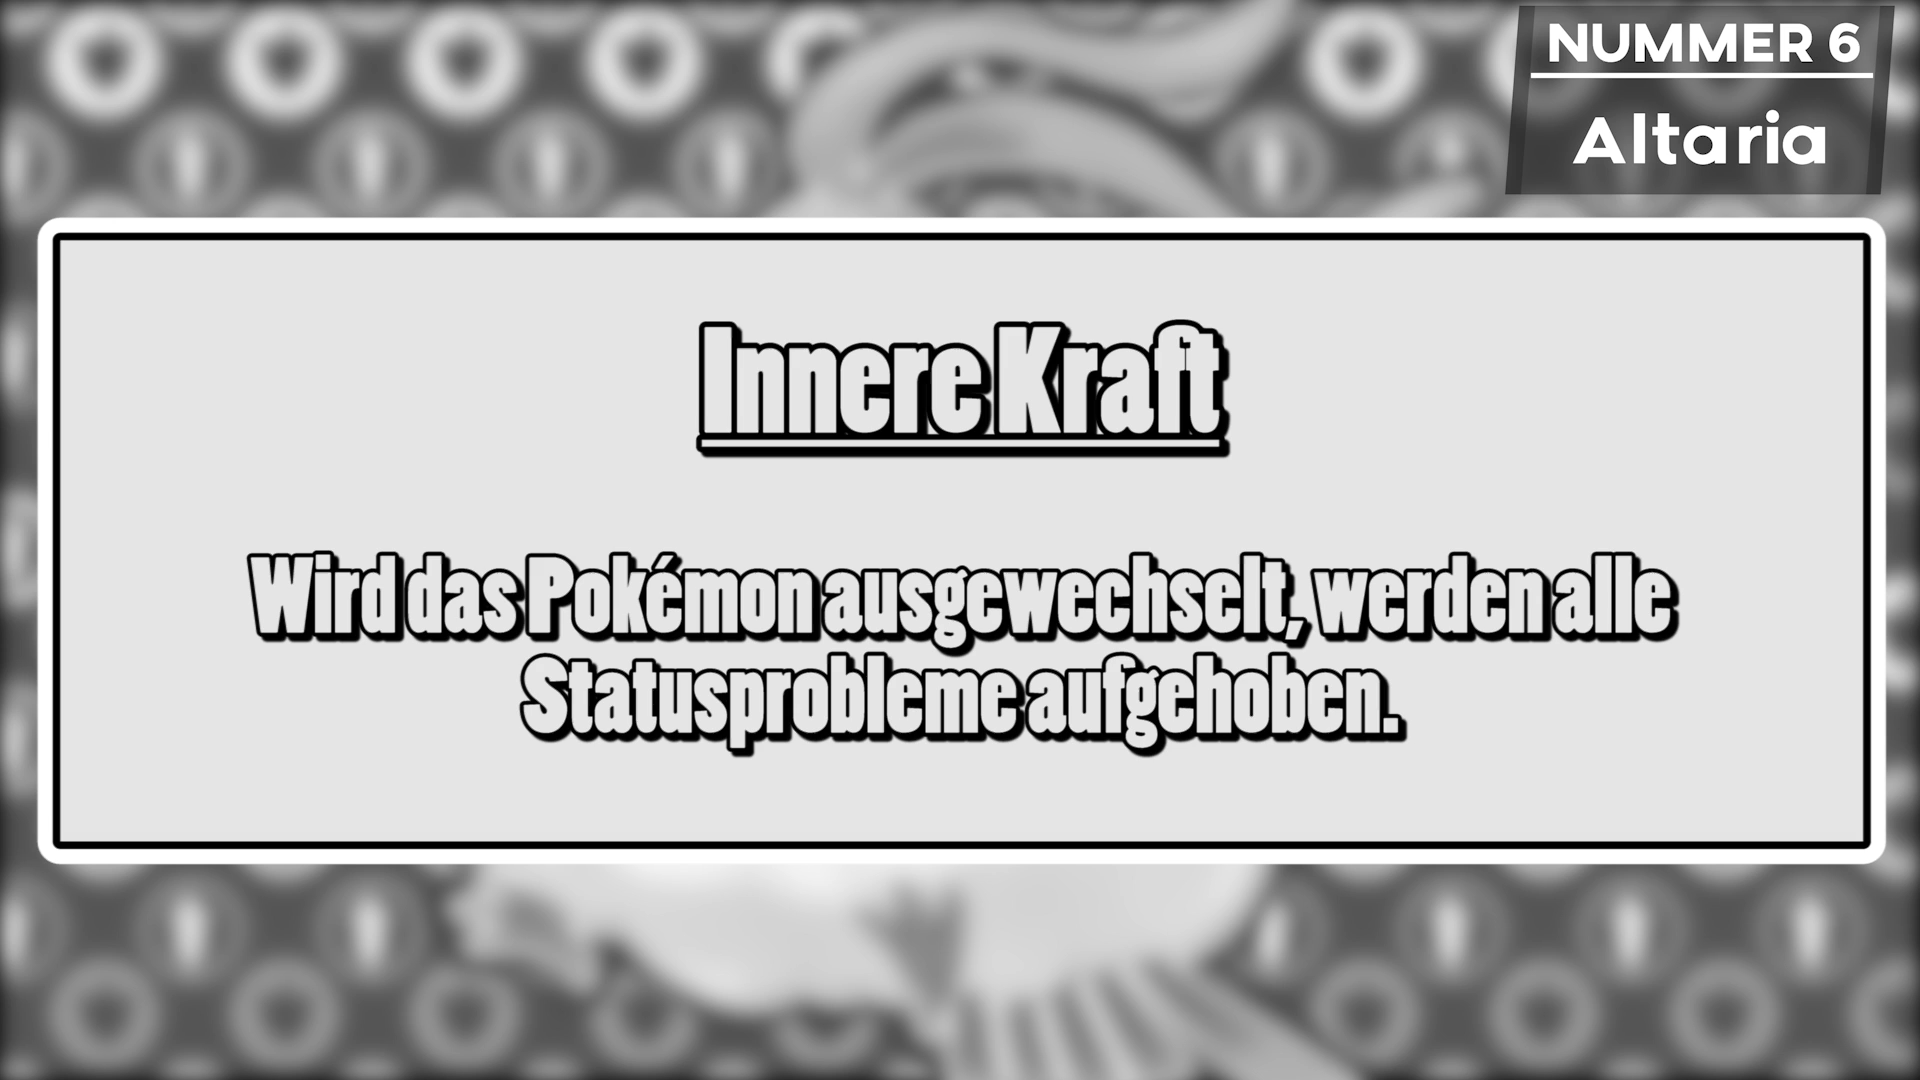 NUMMER 6
Altaria
Innere Kraft
Wird das Pokémon ausgewechselt, werden alle
Statusprobleme aufgehoben.